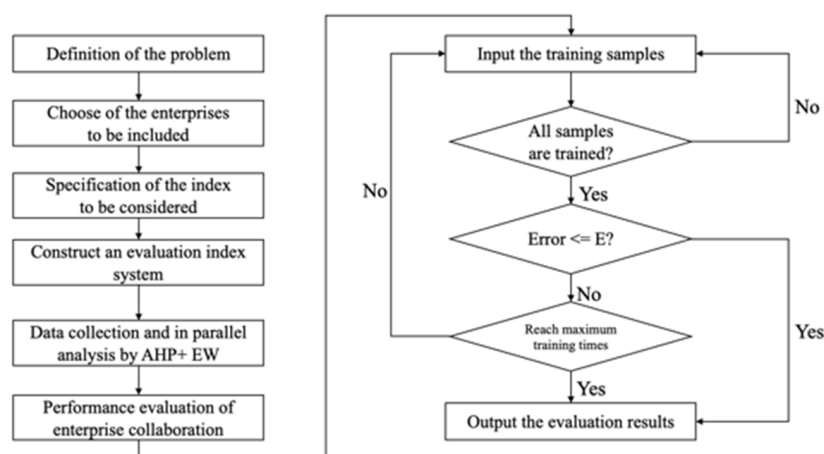 Definition of the problem
Choose of the enterprises
to be included
Specification of the index
to be considered
Construct an evaluation index
system
Data collection and in parallel
analysis by AHP+ EW
Performance evaluation of
enterprise collaboration
Input the training samples
No
All samples
are trained?
Yes
No
Error <= E?
No
Yes
Reach maximum
training times
Yes
Output the evaluation results